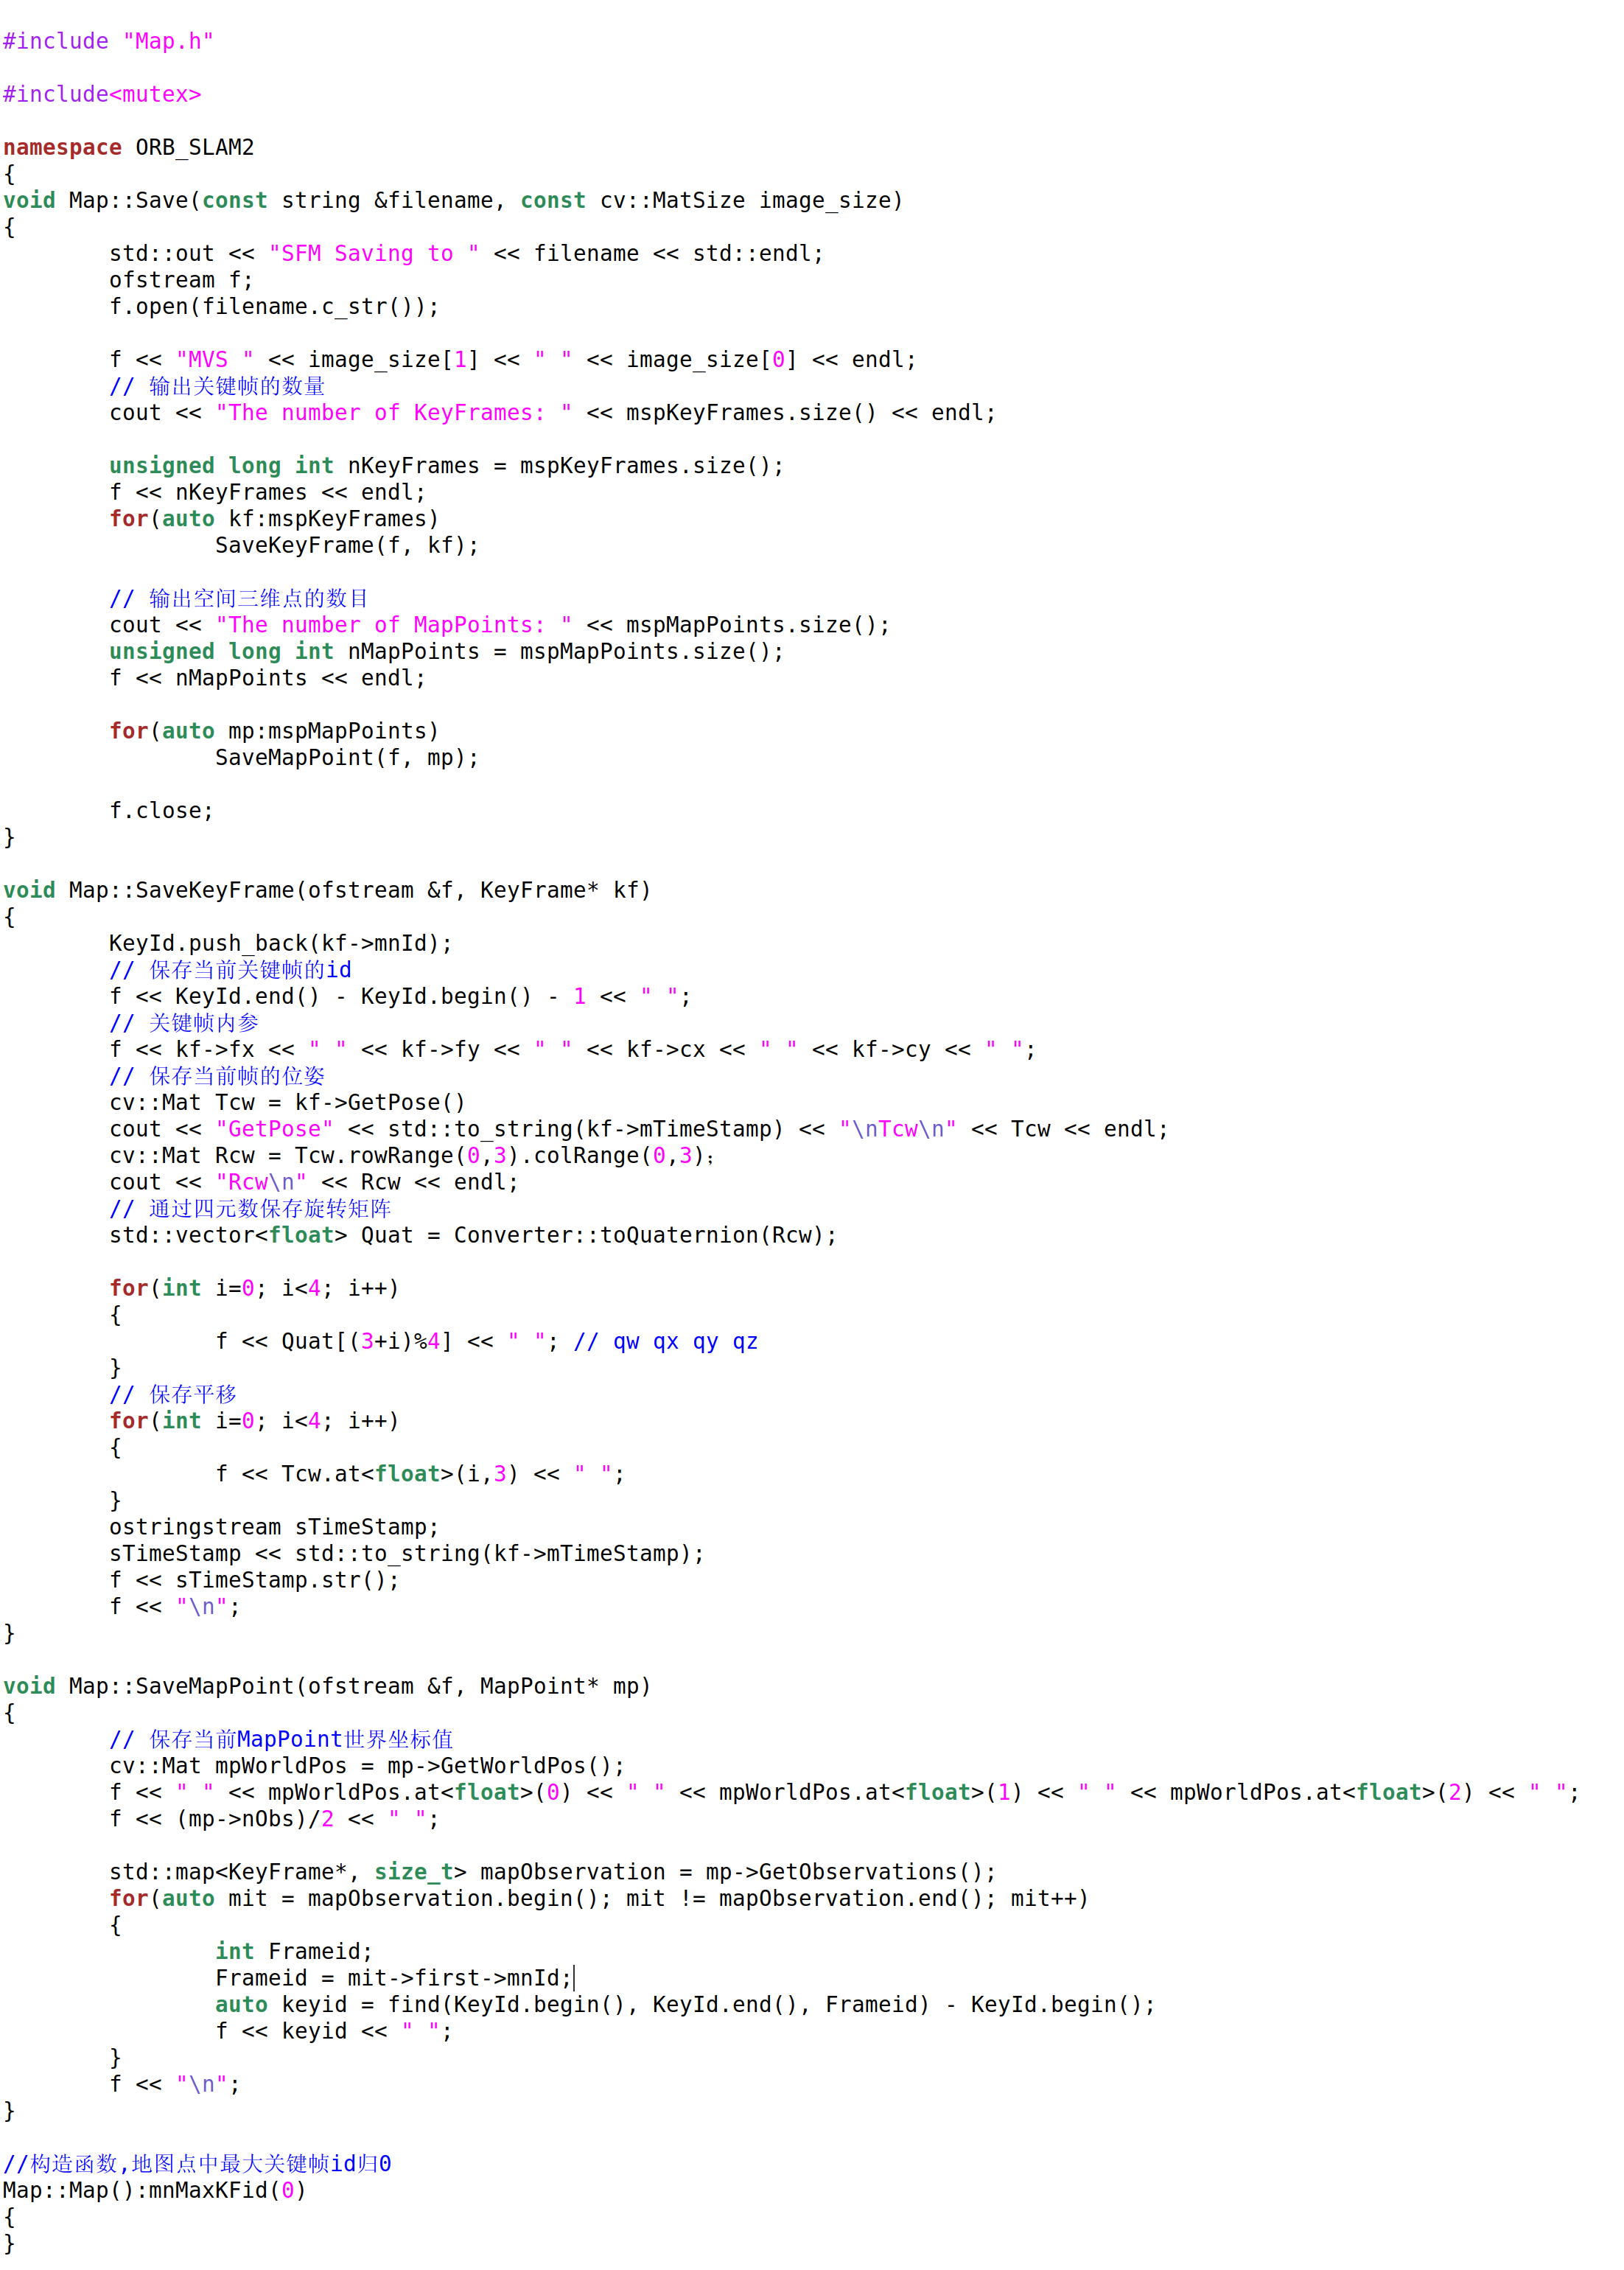 #include "Map.h"
#include<mutex>
namespace ORB_SLAM2
{
void Map::Save(const string &filename, const cv::MatSize image_size)
{
        std::out << "SFM Saving to " << filename << std::endl;
        ofstream f;
        f.open(filename.c_str());
        f << "MVS " << image_size[1] << " " << image_size[0] << endl;
        // 输出关键帧的数量
        cout << "The number of KeyFrames: " << mspKeyFrames.size() << endl;
        unsigned long int nKeyFrames = mspKeyFrames.size();
        f << nKeyFrames << endl;
        for(auto kf:mspKeyFrames)
                SaveKeyFrame(f, kf);
        // 输出空间三维点的数目
        cout << "The number of MapPoints: " << mspMapPoints.size();
        unsigned long int nMapPoints = mspMapPoints.size();
        f << nMapPoints << endl;
        for(auto mp:mspMapPoints)
                SaveMapPoint(f, mp);
        f.close;
}
void Map::SaveKeyFrame(ofstream &f, KeyFrame* kf)
{
        KeyId.push_back(kf->mnId);
        // 保存当前关键帧的id
        f << KeyId.end() - KeyId.begin() - 1 << " ";
        // 关键帧内参
        f << kf->fx << " " << kf->fy << " " << kf->cx << " " << kf->cy << " ";
        // 保存当前帧的位姿
        cv::Mat Tcw = kf->GetPose()
        cout << "GetPose" << std::to_string(kf->mTimeStamp) << "\nTcw\n" << Tcw << endl;
        cv::Mat Rcw = Tcw.rowRange(0,3).colRange(0,3);
        cout << "Rcw\n" << Rcw << endl;
        // 通过四元数保存旋转矩阵
        std::vector<float> Quat = Converter::toQuaternion(Rcw);
        for(int i=0; i<4; i++)
        {
                f << Quat[(3+i)%4] << " "; // qw qx qy qz
        }
        // 保存平移
        for(int i=0; i<4; i++)
        {
                f << Tcw.at<float>(i,3) << " ";
        }
        ostringstream sTimeStamp;
        sTimeStamp << std::to_string(kf->mTimeStamp);
        f << sTimeStamp.str();
        f << "\n";
}
void Map::SaveMapPoint(ofstream &f, MapPoint* mp)
{
        // 保存当前MapPoint世界坐标值
        cv::Mat mpWorldPos = mp->GetWorldPos();
        f << " " << mpWorldPos.at<float>(0) << " " << mpWorldPos.at<float>(1) << " " << mpWorldPos.at<float>(2) << " ";
        f << (mp->nObs)/2 << " ";
        std::map<KeyFrame*, size_t> mapObservation = mp->GetObservations();
        for(auto mit = mapObservation.begin(); mit != mapObservation.end(); mit++)
        {
                int Frameid;
                Frameid = mit->first->mnId;
                auto keyid = find(KeyId.begin(), KeyId.end(), Frameid) - KeyId.begin();
                f << keyid << " ";
        }
        f << "\n";
}
//构造函数,地图点中最大关键帧id归0
Map::Map():mnMaxKFid(0)
{
}